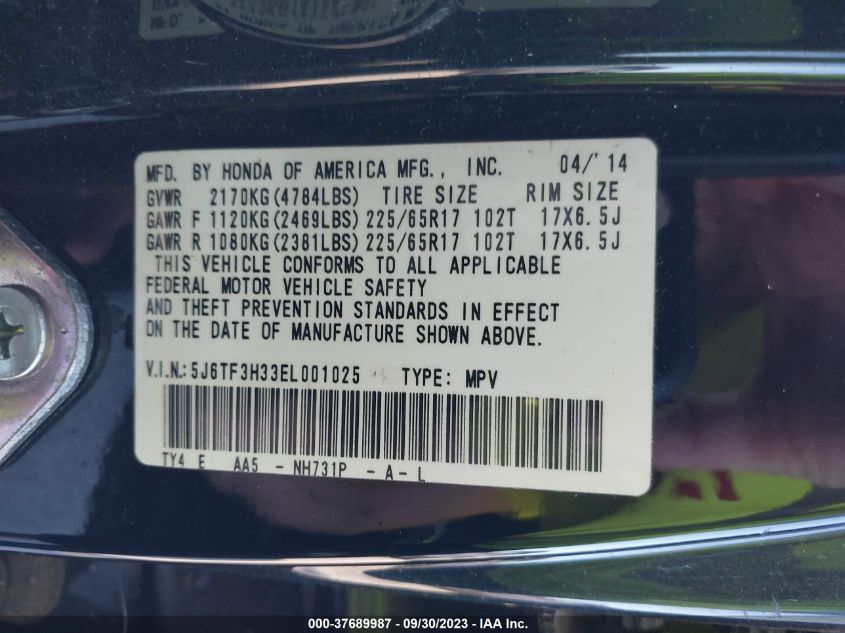 MFD. BY HONDA OF AMERICA MFG., INC. 04/'14
GVWR 2170KG(4784LBS) TIRE SIZE RIM SIZE
GAWR F 1120KG(2469LBS) 225/65R17 102T 17X6.5J
GAWR R 1080KG(2381LBS) 225/65R17 102T 17X6.5J
THIS VEHICLE CONFORMS TO ALL APPLICABLE
FEDERAL MOTOR VEHICLE SAFETY
AND THEFT PREVENTION STANDARDS IN EFFECT
ON THE DATE OF MANUFACTURE SHOWN ABOVE.
V.I.N.: 5J6TF3H33EL001025 TYPE: MPV
TY4 E AA5 - NH731P - A - L
000-37689987 - 09/30/2023 - IAA Inc.